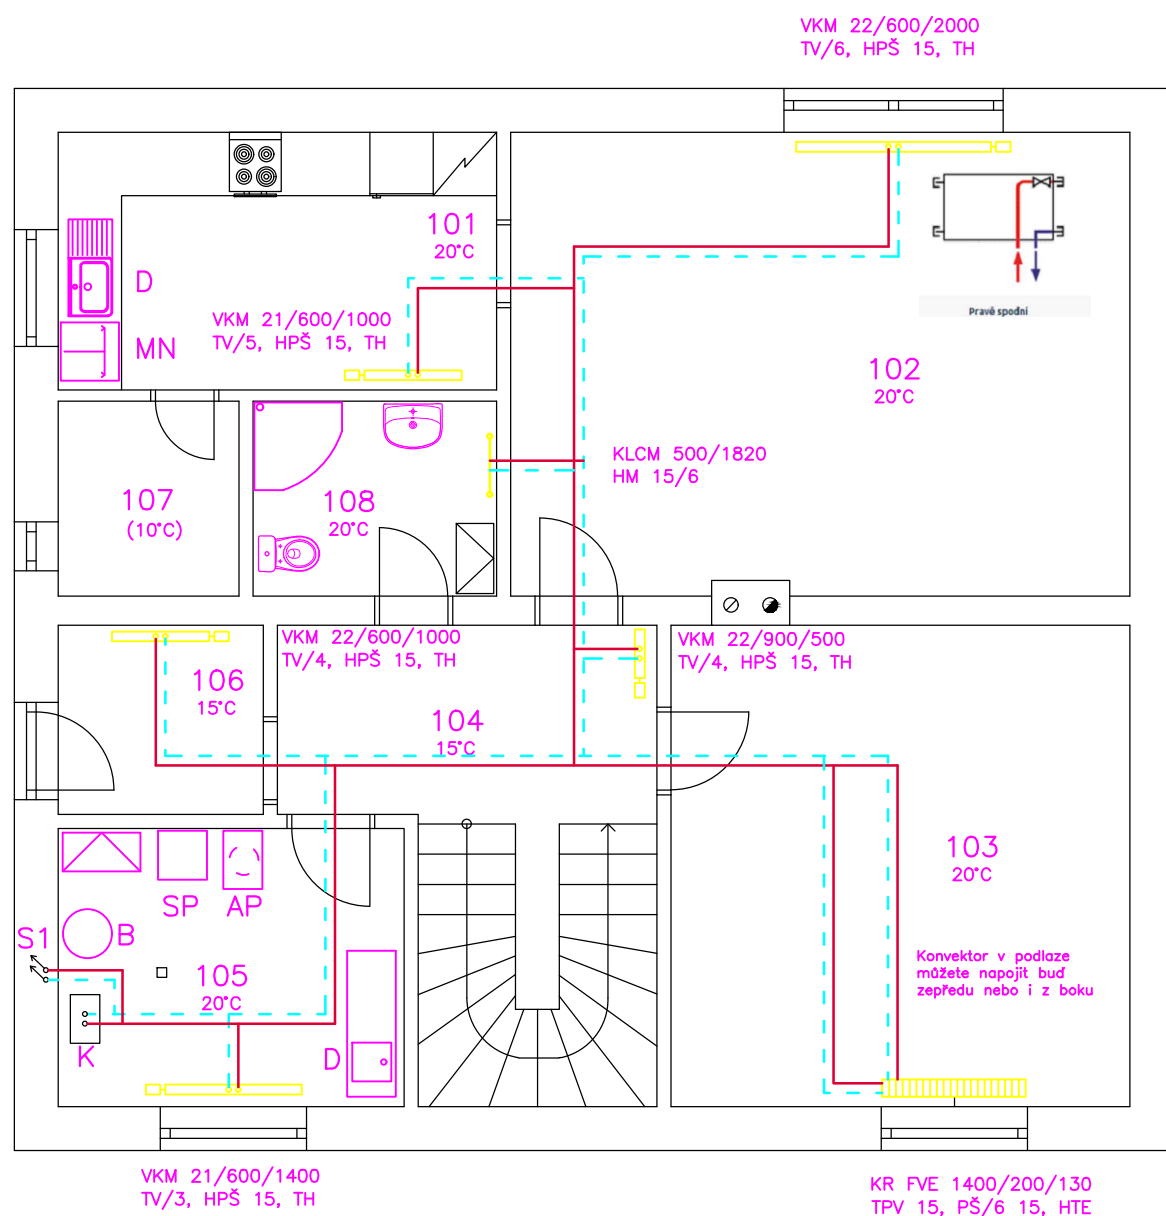 VKM 22/600/2000
TV/6, HPŠ 15, TH
101
20°C
D
VKM 21/600/1000
TV/5, HPŠ 15, TH
MN
Pravé spodní
102
20°C
KLCM 500/1820
HM 15/6
107
(10°C)
108
20°C
VKM 22/600/1000
TV/4, HPŠ 15, TH
VKM 22/900/500
TV/4, HPŠ 15, TH
106
15°C
104
15°C
103
20°C
SP
AP
S1
B
105
20°C
Konvektor v podlaze
můžete napojit buď
zepředu nebo i z boku
K
D
VKM 21/600/1400
TV/3, HPŠ 15, TH
KR FVE 1400/200/130
TPV 15, PŠ/6 15, HTE